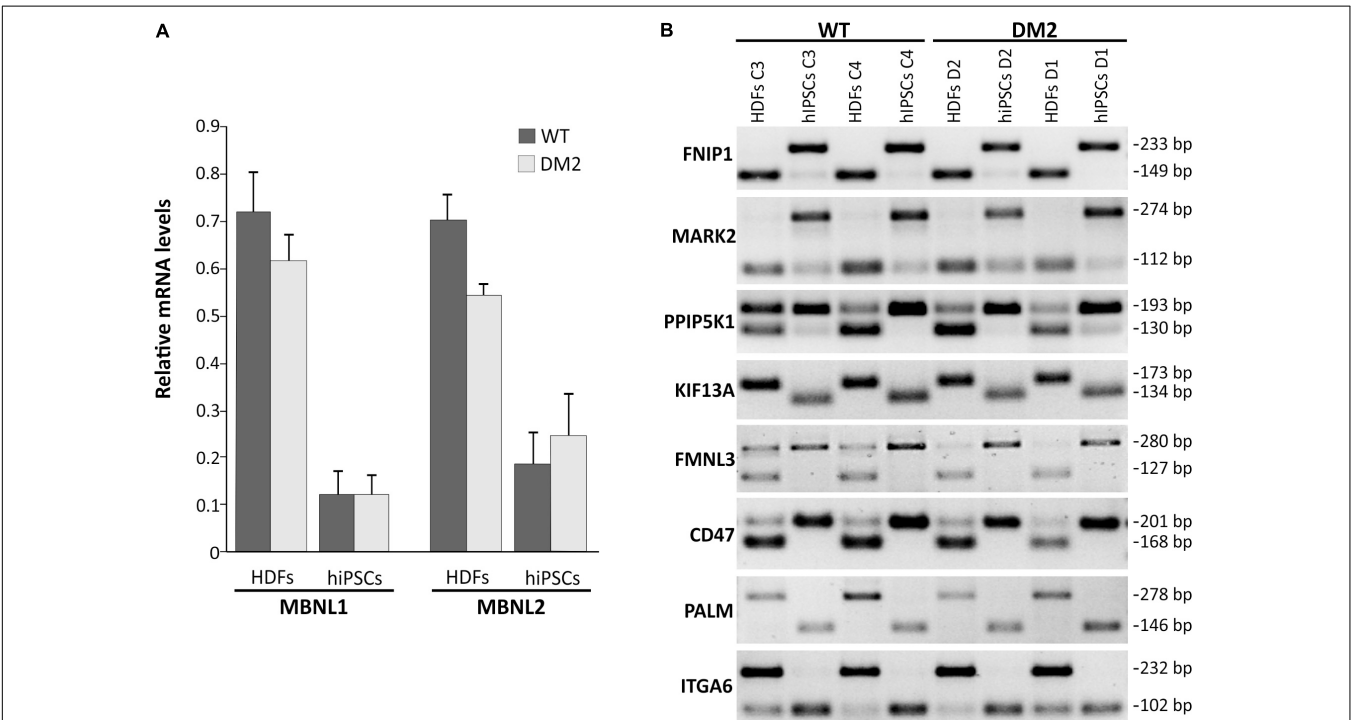 A
Relative mRNA levels
0.9
0.8
0.7
0.6
0.5
0.4
0.3
0.2
0.1
0
WT
DM2
HDFs
hiPSCs
HDFs
hiPSCs
MBNL1
MBNL2
B
WT
DM2
HDFs C3
hIPSCs C3
HDFs C4
hIPSCs C4
HDFs D2
hiPSCs D2
HDFs D1
hIPSCs D1
FNIP1
-233 bp
-149 bp
MARK2
-274 bp
-112 bp
PPIP5K1
-193 bp
-130 bp
KIF13A
-173 bp
-134 bp
FMNL3
-280 bp
-127 bp
CD47
-201 bp
-168 bp
PALM
-278 bp
-146 bp
ITGA6
-232 bp
-102 bp